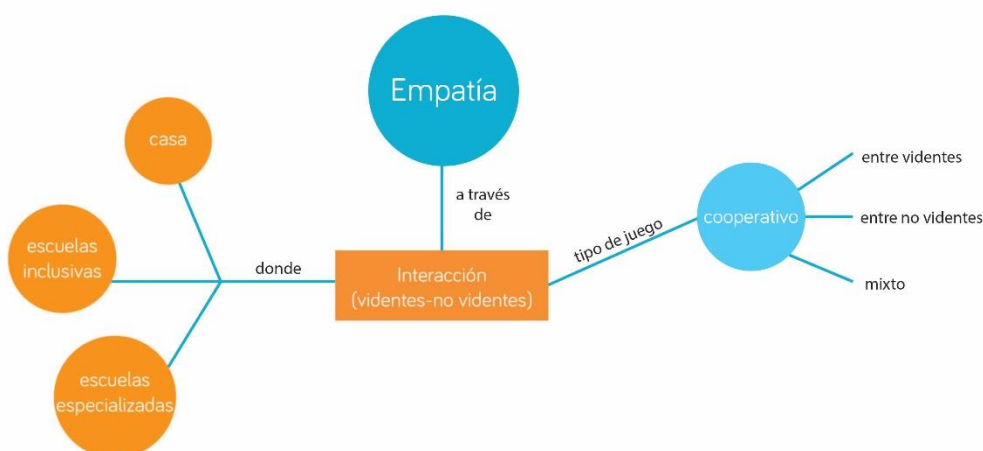 Empatía
casa
a través
de
entre videntes
cooperativo
entre no videntes
tipo de juego
escuelas
inclusivas
donde
Interacción
(videntes-no videntes)
mixto
escuelas
especializadas